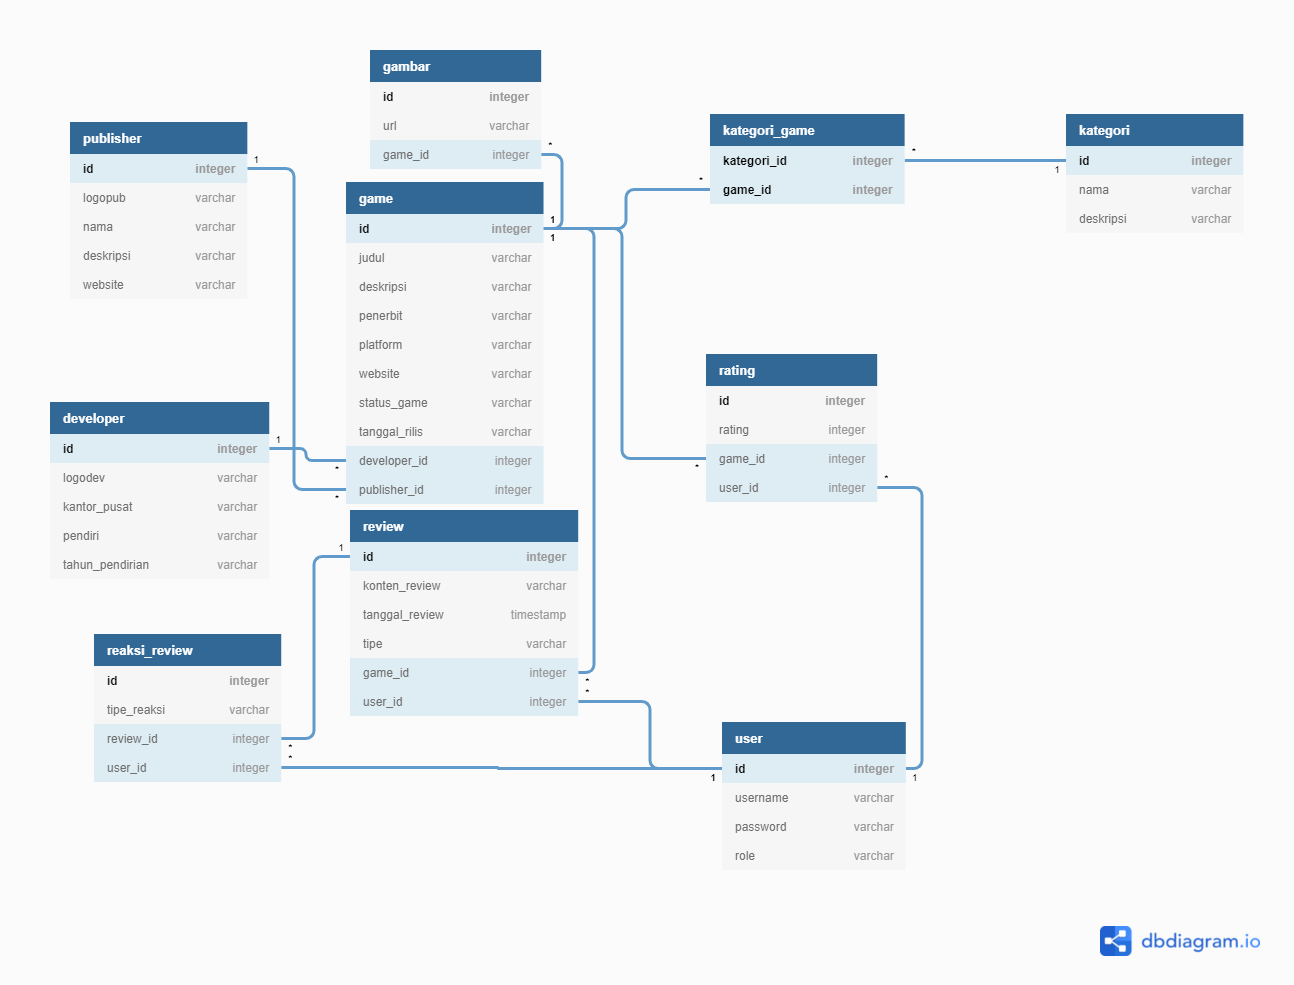 gambar
id integer
url varchar
game_id integer
*
publisher
id integer
1
logopub varchar
nama varchar
deskripsi varchar
website varchar
game
id integer
1
1
judul varchar
deskripsi varchar
penerbit varchar
platform varchar
website varchar
status_game varchar
tanggal_rilis varchar
developer_id integer
*
publisher_id integer
*
kategori_game
kategori_id integer
*
game_id integer
*
kategori
id integer
1
nama varchar
deskripsi varchar
rating
id integer
rating integer
game_id integer
*
user_id integer
*
developer
id integer
1
logodev varchar
kantor_pusat varchar
pendiri varchar
tahun_pendirian varchar
review
id integer
1
konten_review varchar
tanggal_review timestamp
tipe varchar
game_id integer
*
user_id integer
*
reaksi_review
id integer
tipe_reaksi varchar
review_id integer
*
user_id integer
*
user
id integer
1
1
username varchar
password varchar
role varchar
dbdiagram.io